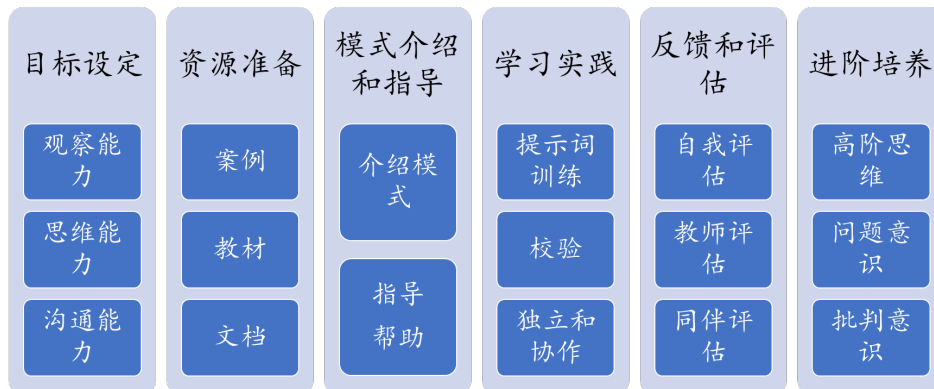 目标设定
观察能
力
思维能
力
沟通能
力
资源准备
案例
教材
文档
模式介绍
和指导
介绍模
式
指导
帮助
学习实践
提示词
训练
校验
独立和
协作
反馈和评
估
自我评
估
教师评
估
同伴评
估
进阶培养
高阶思
维
问题意
识
批判意
识